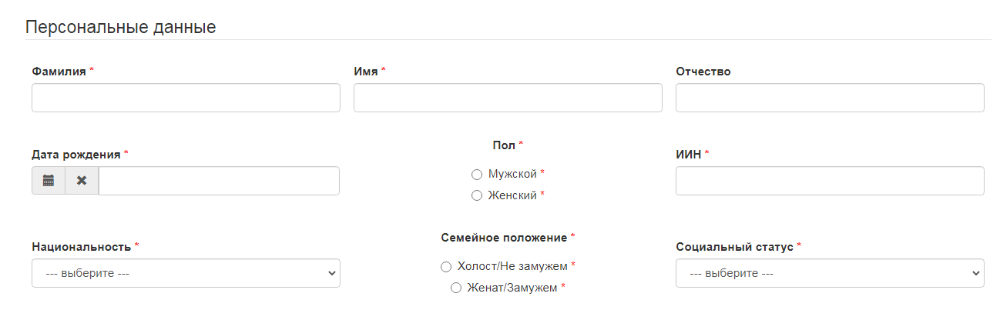 Персональные данные
Фамилия *
Имя *
Отчество
Дата рождения *
Пол *
Мужской *
Женский *
ИИН *
Национальность *
--- выберите ---
Семейное положение *
Холост/Не замужем *
Женат/Замужем *
Социальный статус *
--- выберите ---